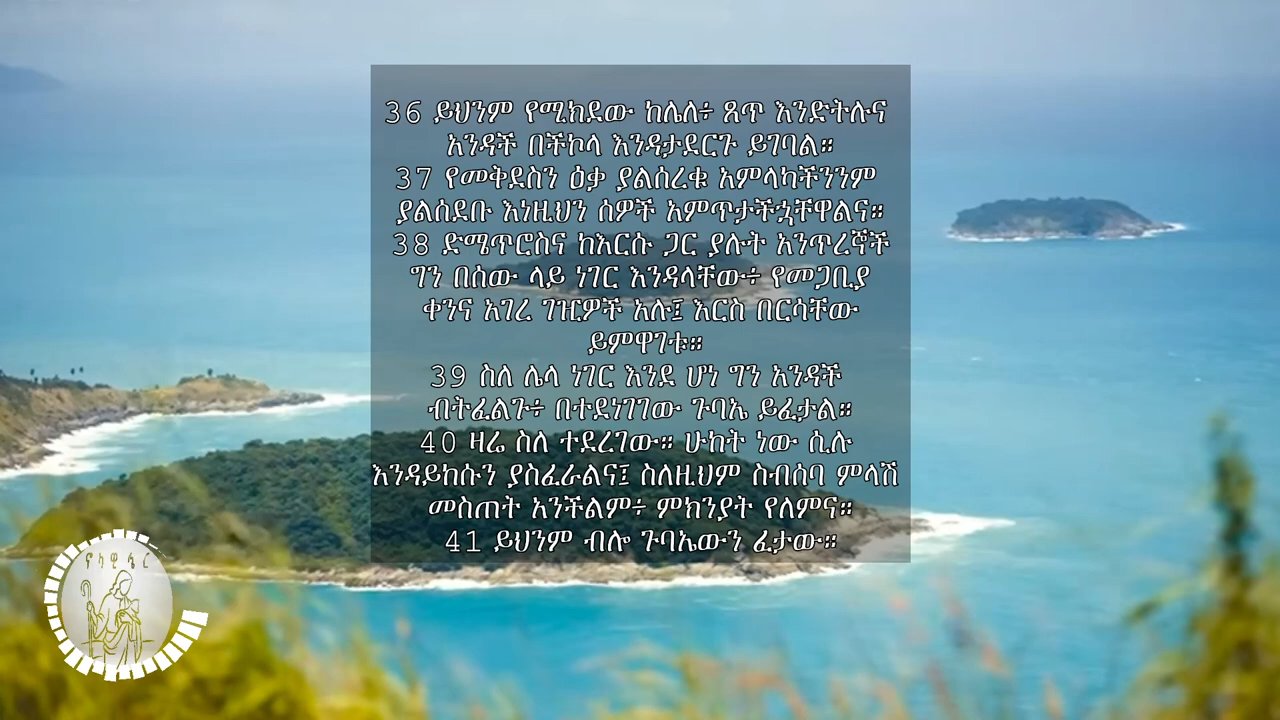 36 ይህንም የሚክደው ከሌለ፥ ጸጥ እንድትሉና
አንዳች በችኮላ እንዳታደርጉ ይገባል።
37 የመቅደስን ዕቃ ያልሰረቁ አምላካችንንም
ያልሰደቡ እነዚህን ሰዎች አምጥታችኋቸዋልና።
38 ድሜጥሮስና ከእርሱ ጋር ያሉት አንጥረኞች
ግን በሰው ላይ ነገር እንዳላቸው፥ የመጋቢያ
ቀንና አገረ ገዢዎች አሉ፤ እርስ በርሳቸው
ይምዋገቱ።
39 ስለ ሌላ ነገር እንደ ሆነ ግን አንዳች
ብትፈልጉ፥ በተደነገገው ጉባኤ ይፈታል።
40 ዛሬ ስለ ተደረገው። ሁከት ነው ሲሉ
እንዳይከሱን ያስፈራልና፤ ስለዚህም ስብሰባ ምላሽ
መስጠት አንችልም፥ ምክንያት የለምና።
41 ይህንም ብሎ ጉባኤውን ፈታው።